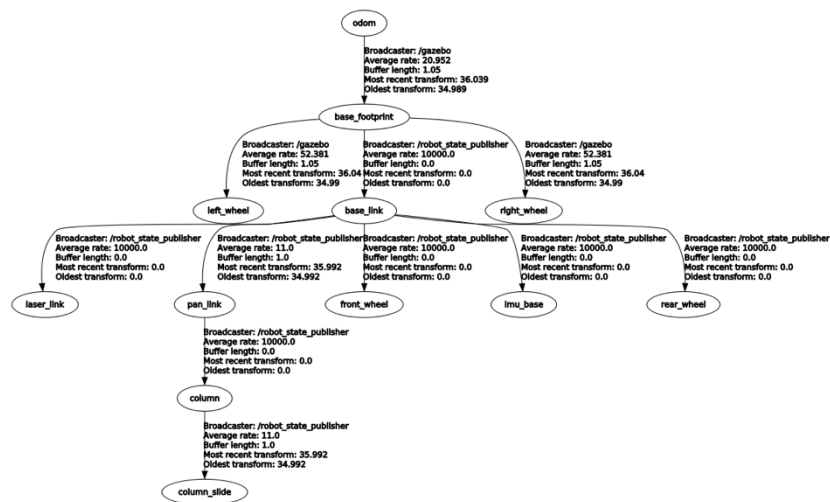 odom
Broadcaster: /gazebo
Average rate: 20.952
Buffer length: 1.05
Most recent transform: 36.039
Oldest transform: 34.989
base_footprint
Broadcaster: /gazebo
Average rate: 52.381
Buffer length: 1.05
Most recent transform: 36.04
Oldest transform: 34.99
Broadcaster: /robot_state_publisher
Average rate: 10000.0
Buffer length: 0.0
Most recent transform: 0.0
Oldest transform: 0.0
Broadcaster: /gazebo
Average rate: 52.381
Buffer length: 1.05
Most recent transform: 36.04
Oldest transform: 34.99
left_wheel
base_link
right_wheel
Broadcaster: /robot_state_publisher
Average rate: 10000.0
Buffer length: 0.0
Most recent transform: 0.0
Oldest transform: 0.0
Broadcaster: /robot_state_publisher
Average rate: 11.0
Buffer length: 1.0
Most recent transform: 35.992
Oldest transform: 34.992
Broadcaster: /robot_state_publisher
Average rate: 10000.0
Buffer length: 0.0
Most recent transform: 0.0
Oldest transform: 0.0
Broadcaster: /robot_state_publisher
Average rate: 10000.0
Buffer length: 0.0
Most recent transform: 0.0
Oldest transform: 0.0
Broadcaster: /robot_state_publisher
Average rate: 10000.0
Buffer length: 0.0
Most recent transform: 0.0
Oldest transform: 0.0
laser_link
pan_link
front_wheel
imu_base
rear_wheel
Broadcaster: /robot_state_publisher
Average rate: 10000.0
Buffer length: 0.0
Most recent transform: 0.0
Oldest transform: 0.0
column
Broadcaster: /robot_state_publisher
Average rate: 11.0
Buffer length: 1.0
Most recent transform: 35.992
Oldest transform: 34.992
column_slide